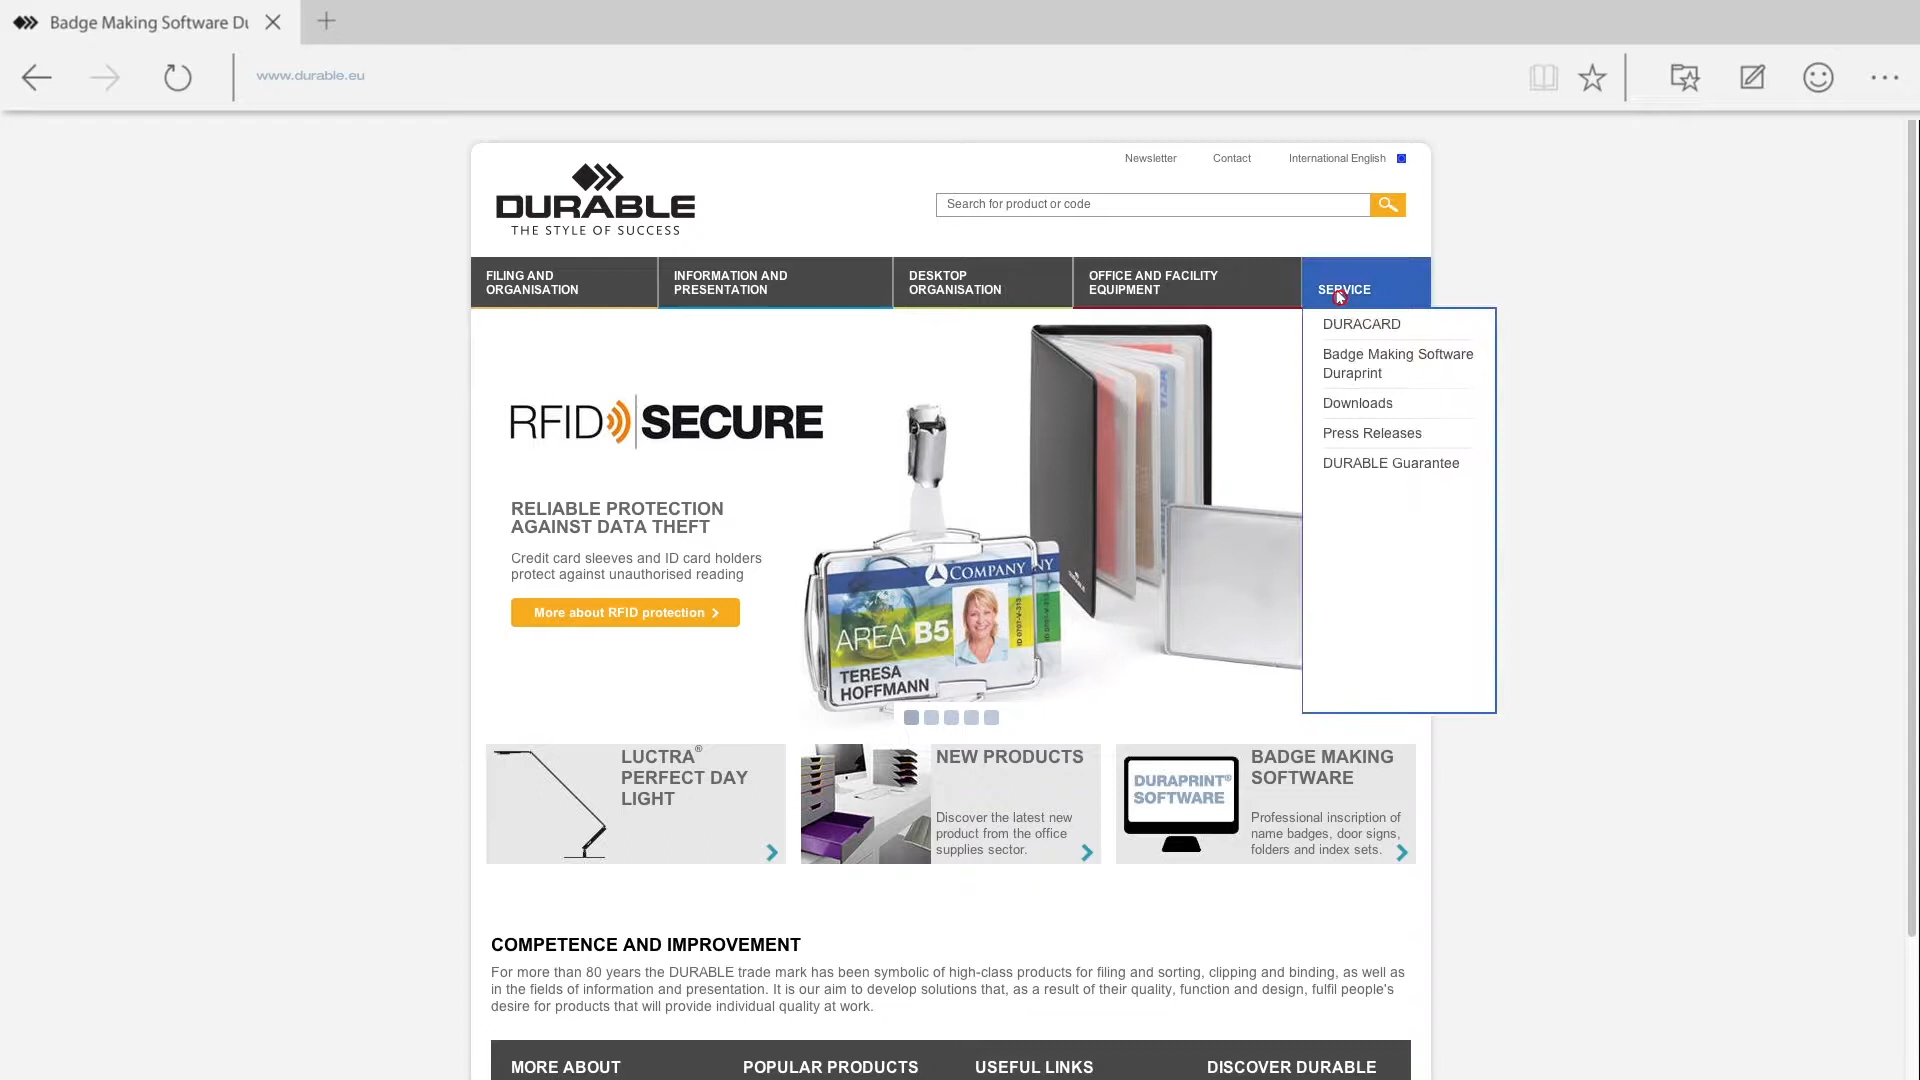 Badge Making Software Du
www.durable.eu
Newsletter Contact International English
DURABLE
THE STYLE OF SUCCESS
Search for product or code
FILING AND
ORGANISATION
INFORMATION AND
PRESENTATION
DESKTOP
ORGANISATION
OFFICE AND FACILITY
EQUIPMENT
SERVICE
DURACARD
Badge Making Software
Duraprint
Downloads
Press Releases
DURABLE Guarantee
RFID SECURE
RELIABLE PROTECTION
AGAINST DATA THEFT
Credit card sleeves and ID card holders
protect against unauthorised reading
More about RFID protection
COMPANY NY
AREA B5
TERESA
HOFFMANN
ID 0707-V-313
LUCTRA®
PERFECT DAY
LIGHT
NEW PRODUCTS
Discover the latest new
product from the office
supplies sector.
DURAPRINT®
SOFTWARE
BADGE MAKING
SOFTWARE
Professional inscription of
name badges, door signs,
folders and index sets.
COMPETENCE AND IMPROVEMENT
For more than 80 years the DURABLE trade mark has been symbolic of high-class products for filing and sorting, clipping and binding, as well as
in the fields of information and presentation. It is our aim to develop solutions that, as a result of their quality, function and design, fulfil people's
desire for products that will provide individual quality at work.
MORE ABOUT POPULAR PRODUCTS USEFUL LINKS DISCOVER DURABLE